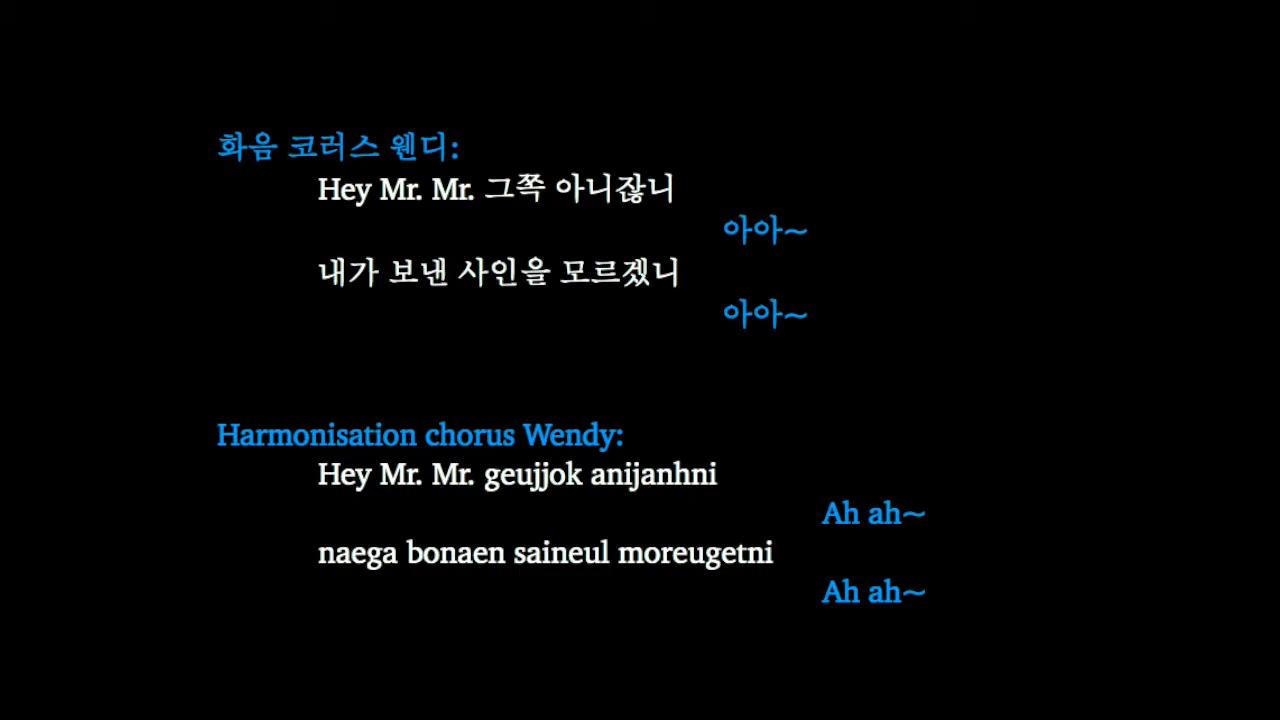 화음 코러스 웬디:
Hey Mr. Mr. 그쪽 아니잖니
아아~
내가 보낸 사인을 모르겠니
아아~
Harmonisation chorus Wendy:
Hey Mr. Mr. geujjok anijanhni
Ah ah~
naega bonaen saineul moreugetni
Ah ah~